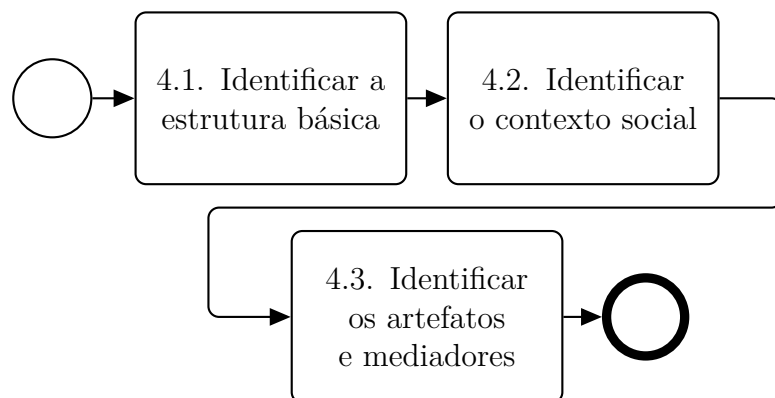 4.1. Identificar a
estrutura básica
4.2. Identificar
o contexto social
4.3. Identificar
os artefatos
e mediadores